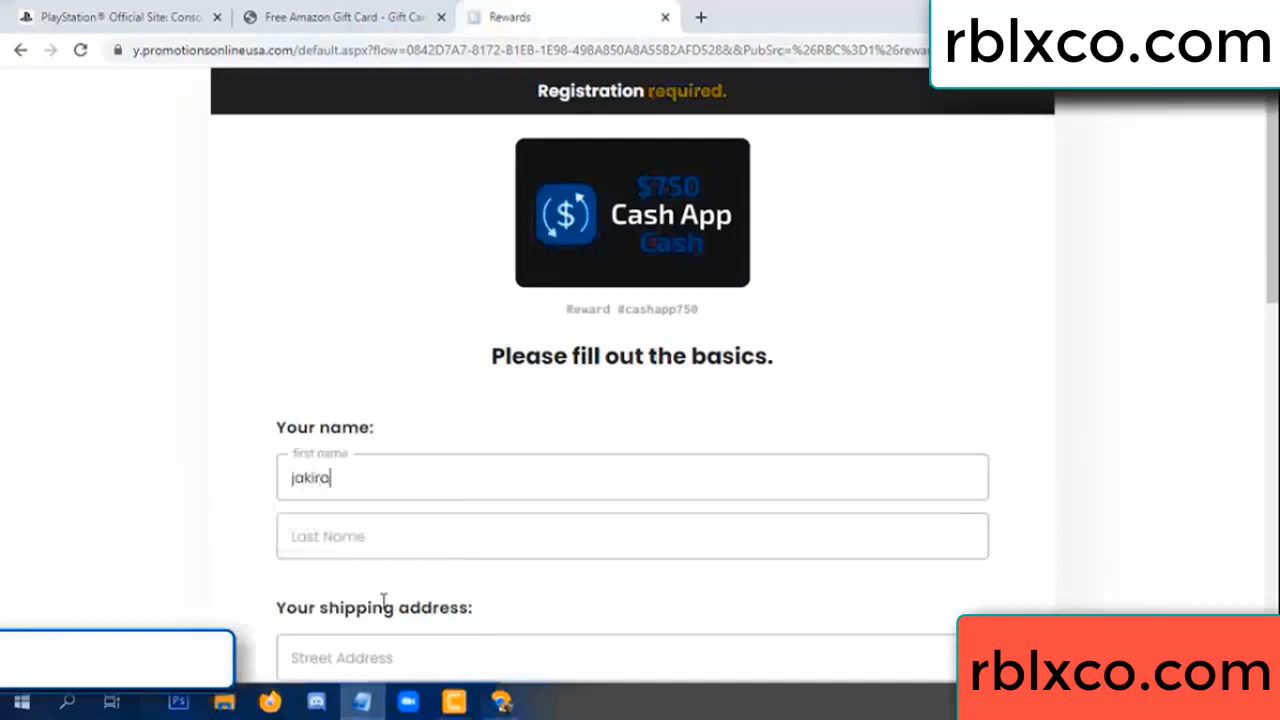 PlayStation® Official Site: Conso
Free Amazon Gift Card - Gift Car
Rewards
rblxco.com
y.promotionsonlineusa.com/default.aspx?flow=0842D7A7-8172-B1EB-1E98-498A850A8A55B2AFD528&&PubSrc=%26RBC%3D1%26rewar
Registration required.
$750
Cash App
Cash
Reward #cashapp750
Please fill out the basics.
Your name:
first name
jakira
Last Name
Your shipping address:
Street Address
rblxco.com
Ps